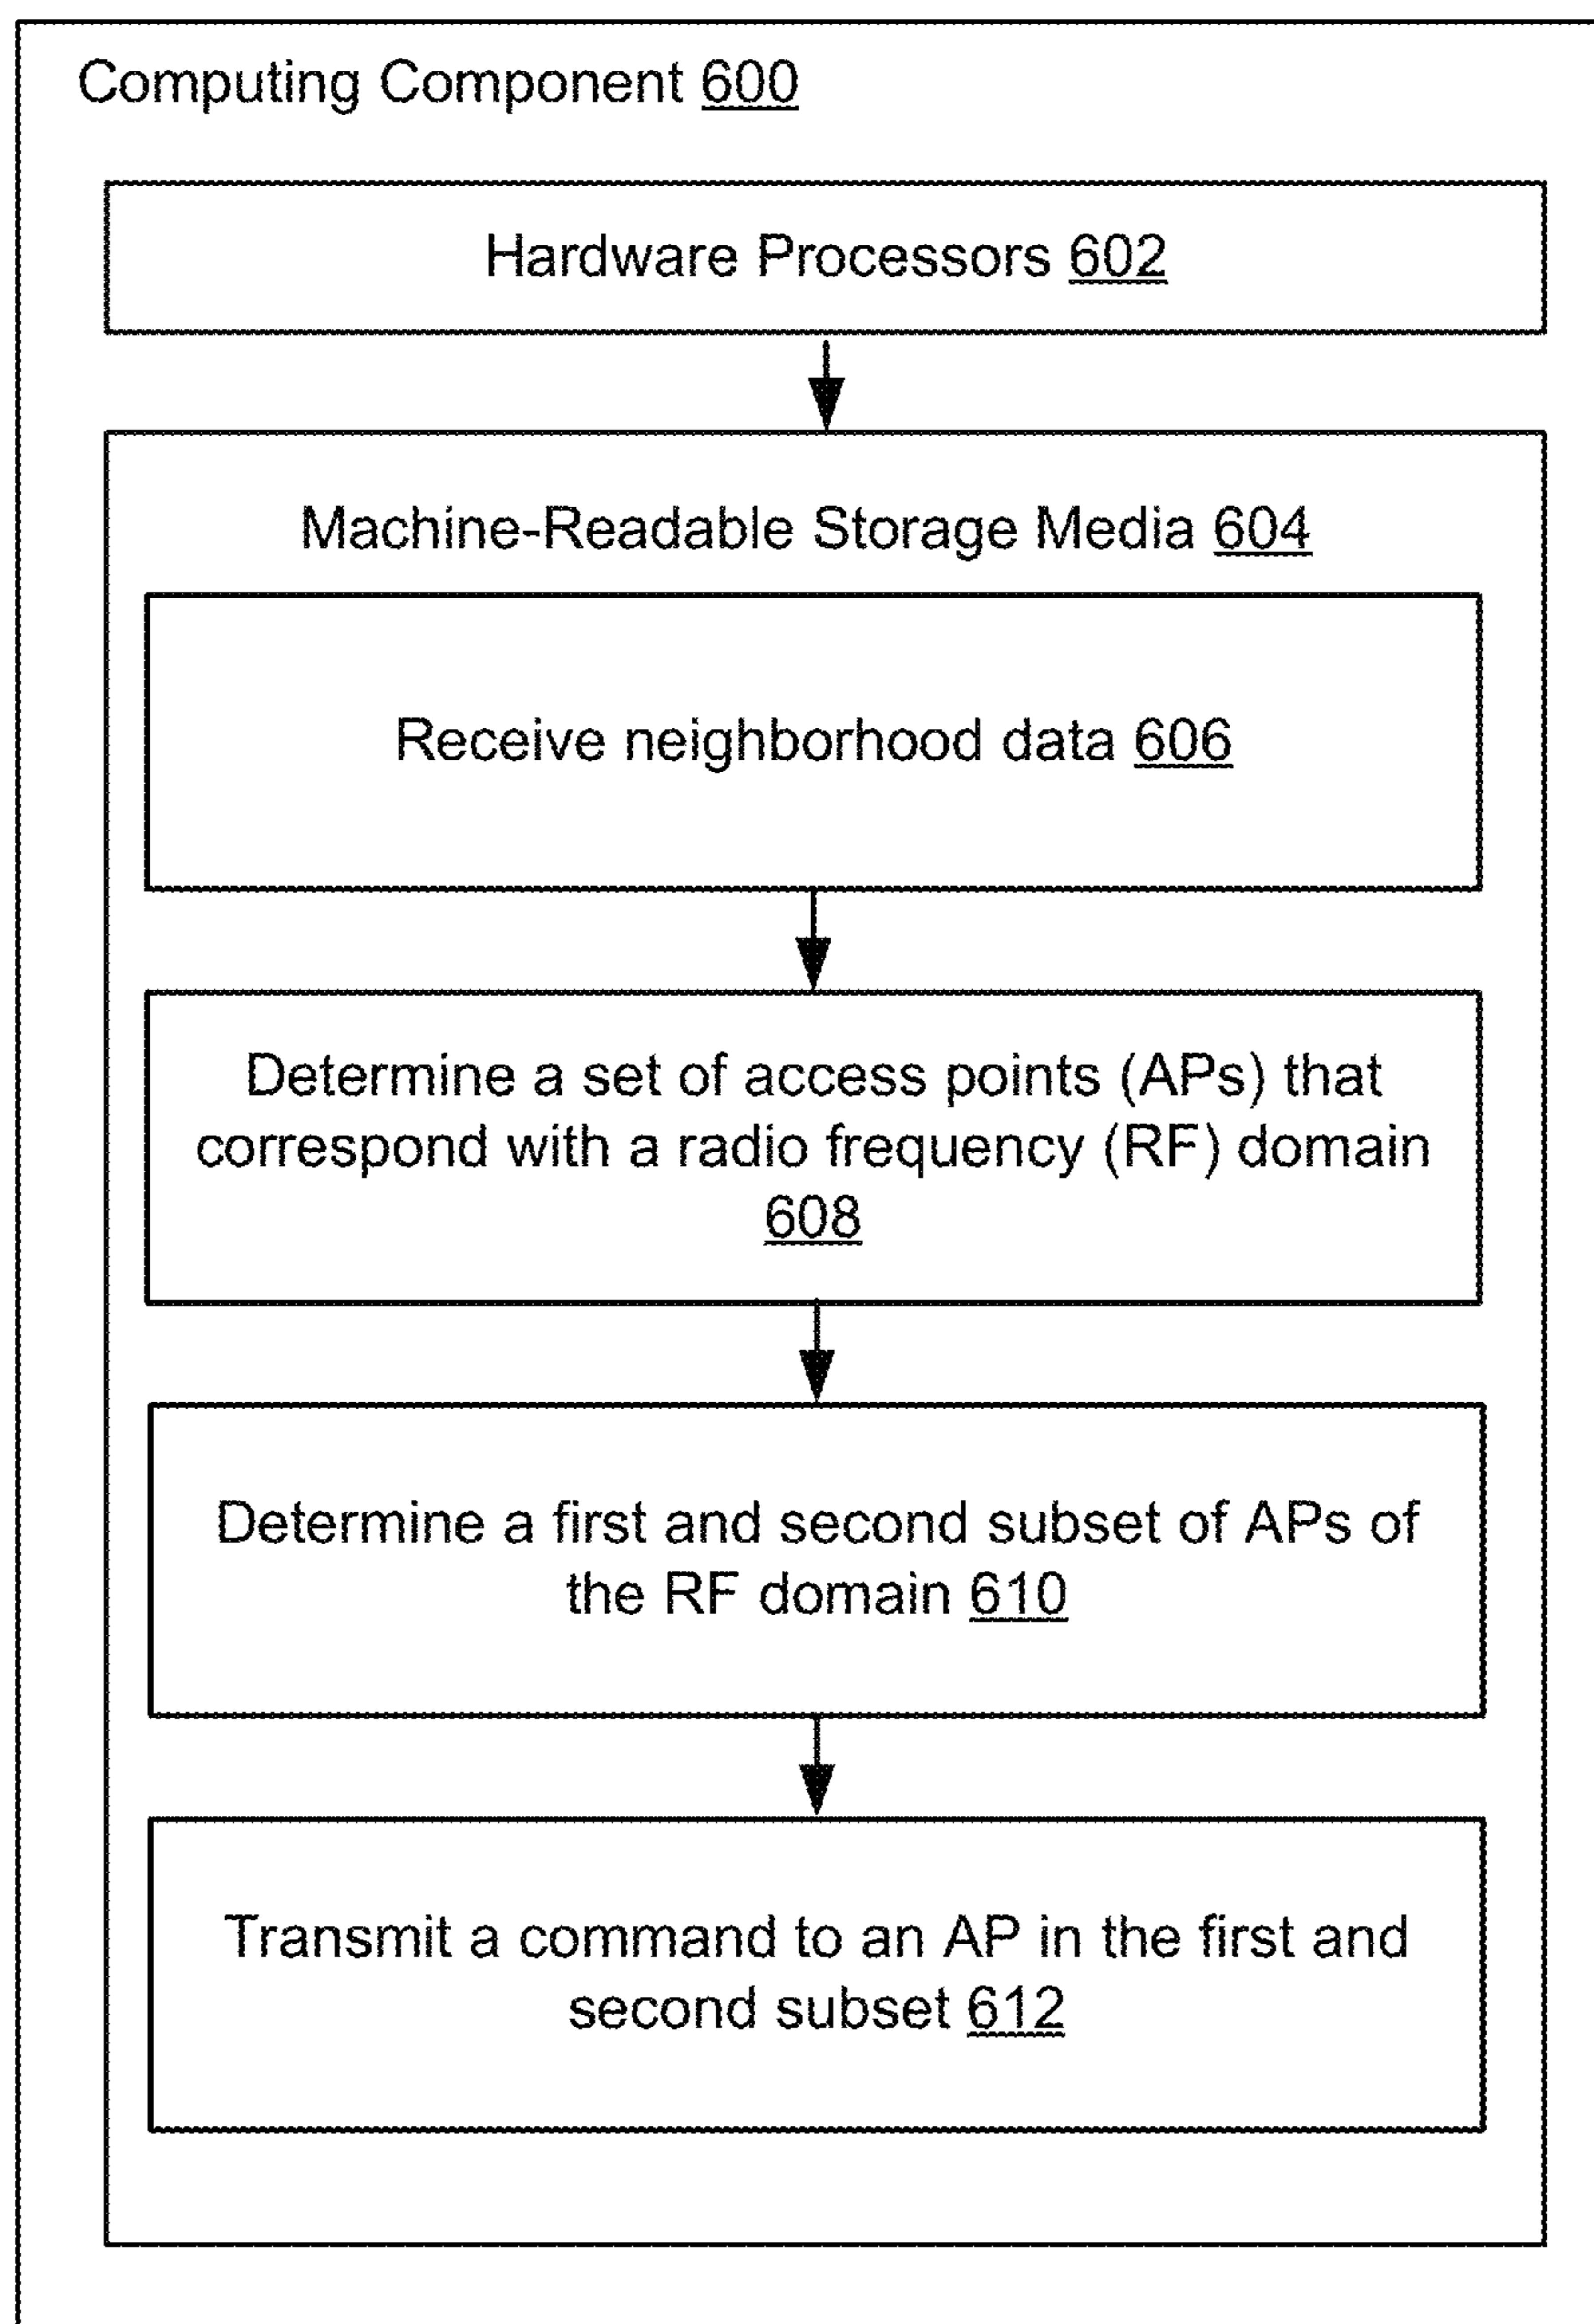 Computing Component 600
Hardware Processors 602
Machine-Readable Storage Media 604
Receive neighborhood data 606
Determine a set of access points (APs) that
correspond with a radio frequency (RF) domain
608
Determine a first and second subset of APs of
the RF domain 610
Transmit a command to an AP in the first and
second subset 612